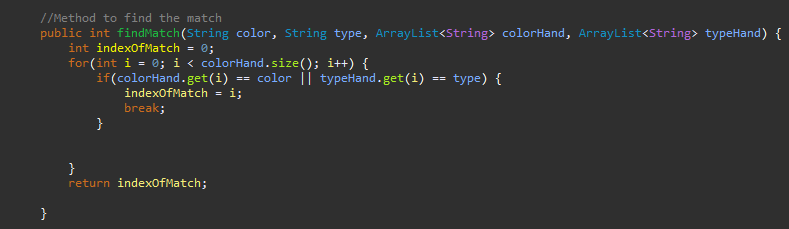 //Method to find the match
public int findMatch(String color, String type, ArrayList<String> colorHand, ArrayList<String> typeHand) {
int indexOfMatch = 0;
for(int i = 0; i < colorHand.size(); i++) {
if(colorHand.get(i) == color || typeHand.get(i) == type) {
indexOfMatch = i;
break;
}
}
return indexOfMatch;
}